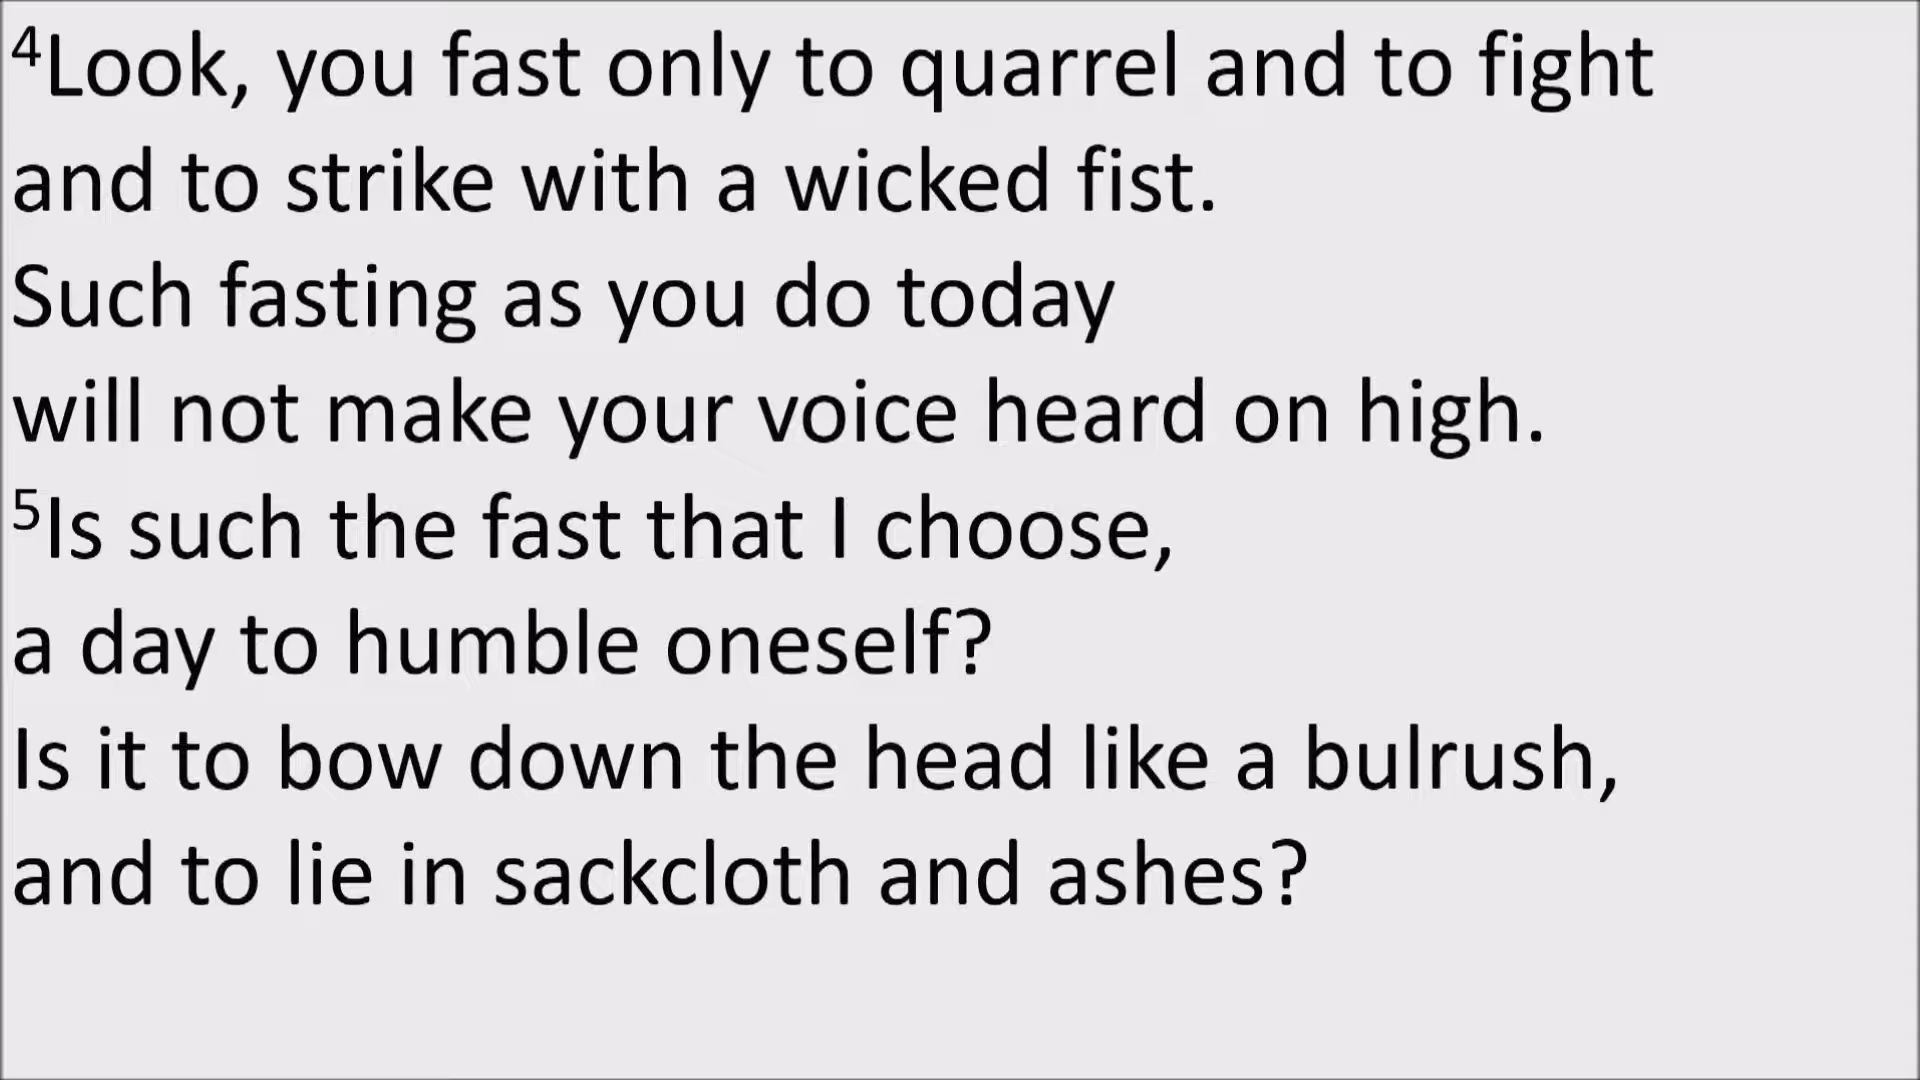 ⁴Look, you fast only to quarrel and to fight
and to strike with a wicked fist.
Such fasting as you do today
will not make your voice heard on high.
⁵Is such the fast that I choose,
a day to humble oneself?
Is it to bow down the head like a bulrush,
and to lie in sackcloth and ashes?